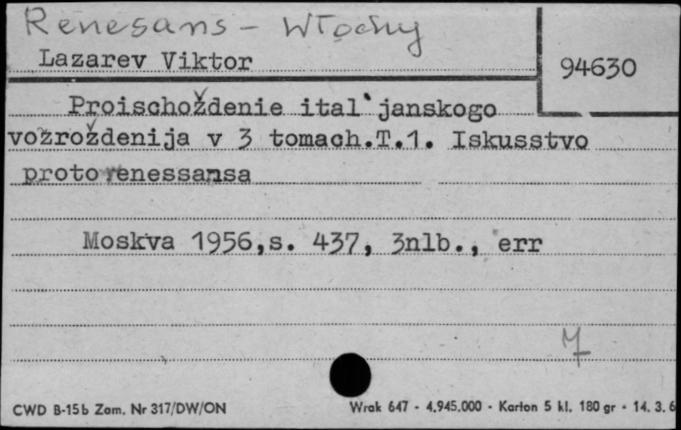 Renesans - Włochy
Lazarev Viktor
94630
Proischoždenie ital'janskogo
vožroždenija v 3 tomach.T.1. Iskusstvo
proto renessansa
Moskva 1956,s. 437, 3nlb., err
CWD B-15b Zam. Nr 317/DW/ON
Wrak 647 - 4.945.000 - Karton 5 kl. 180 gr - 14. 3. 6